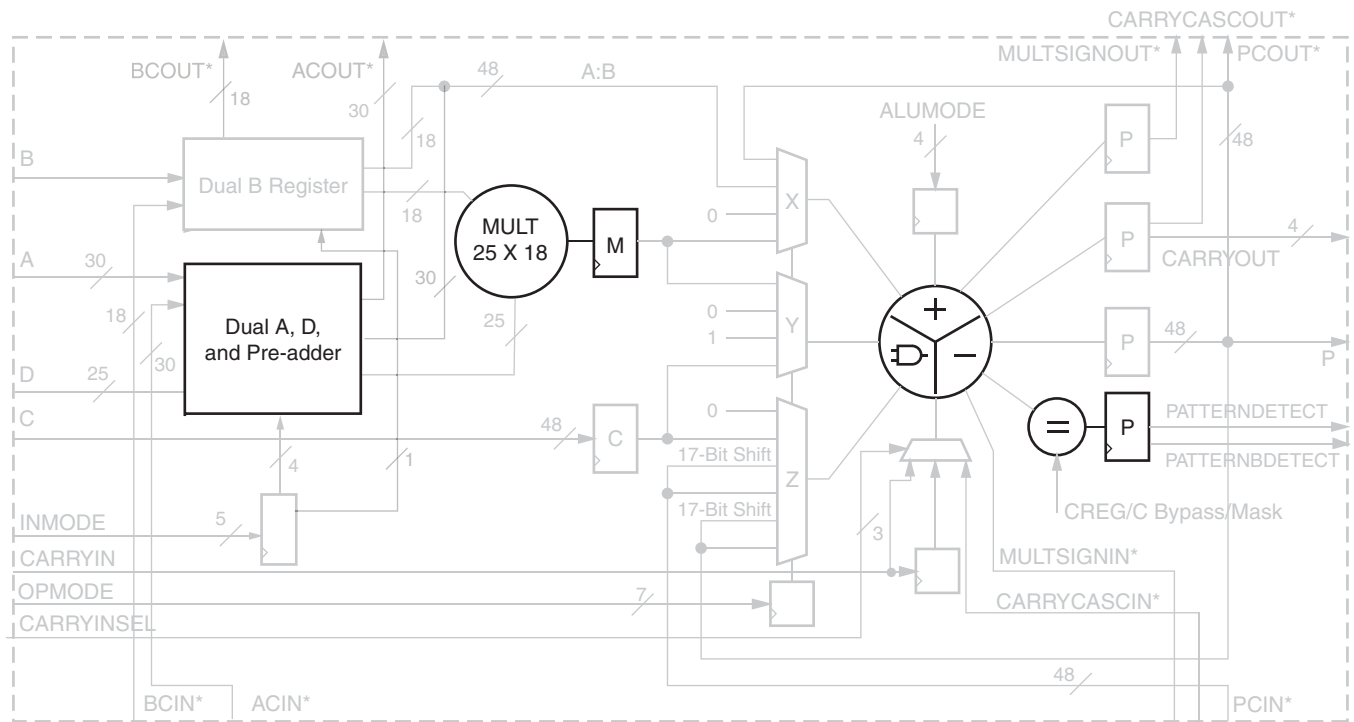 CARRYCASCOUT*
MULTSIGNOUT* PCOUT*
BCOUT* ACOUT*
48 A:B
18
30
ALUMODE
4
48
18
B
Dual B Register
18
MULT
25 X 18
M
0
X
P
P
4
CARRYOUT
A 30
30
18
Dual A, D,
and Pre-adder
25
0
Y
1
+
–
P
48
P
30
D 25
C
0
48
C
17-Bit Shift
Z
17-Bit Shift
=
P
PATTERNDETECT
PATTERNBDETECT
CREG/C Bypass/Mask
4
1
INMODE 5
3
CARRYIN
MULTSIGNIN*
OPMODE 7
CARRYCASCIN*
CARRYINSEL
48
BCIN* ACIN*
PCIN*